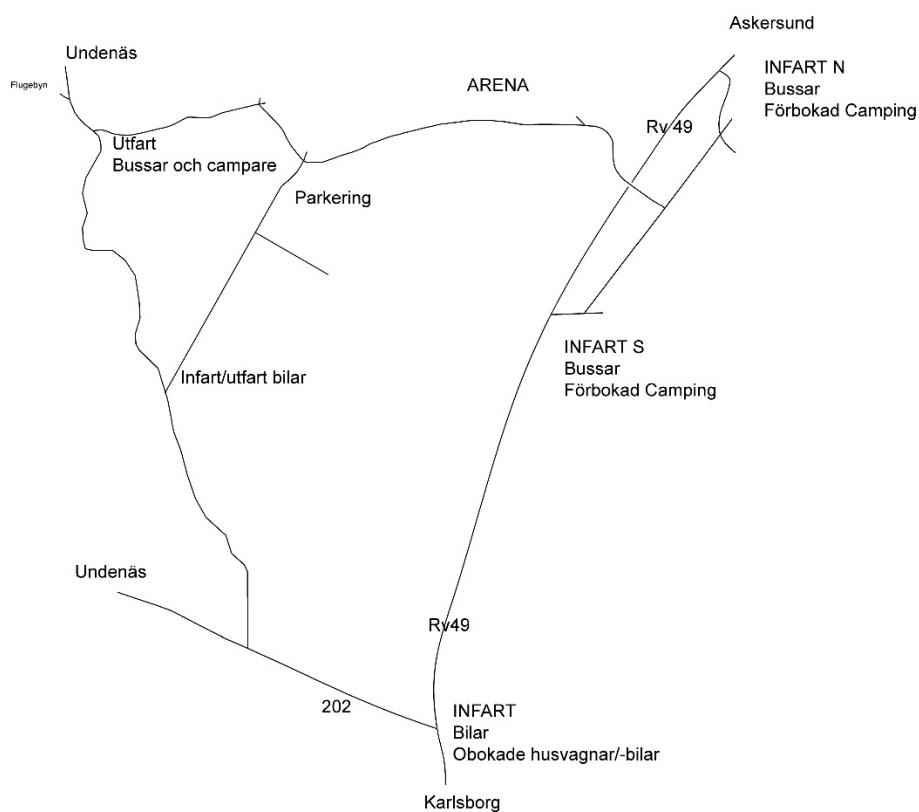 Askersund
Undenäs
INFART N
Bussar
Förbokad Camping
Flugebyn
ARENA
Rv 49
Utfart
Bussar och campare
Parkering
INFART S
Bussar
Förbokad Camping
Infart/utfart bilar
Undenäs
Rv49
202
INFART
Bilar
Obokade husvagnar/-bilar
Karlsborg